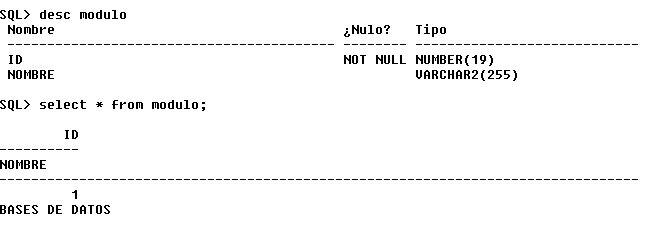 SQL> desc modulo
 Nombre                                    ¿Nulo?   Tipo
 ----------------------------------------- -------- ----------------------------
 ID                                        NOT NULL NUMBER(19)
 NOMBRE                                             VARCHAR2(255)
SQL> select * from modulo;
        ID
----------
NOMBRE
--------------------------------------------------------------------------------
         1
BASES DE DATOS